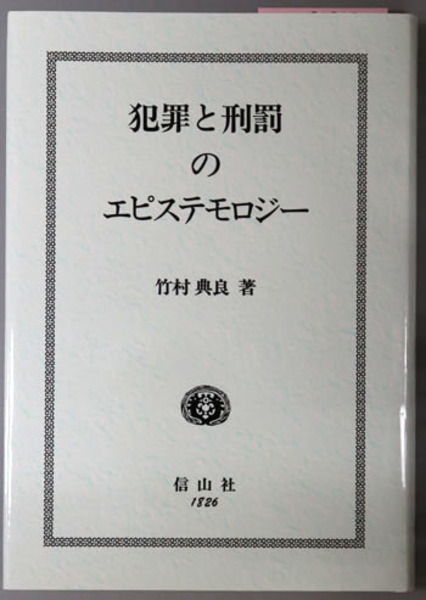 犯罪と刑罰
の
エピステモロジー
竹村 典良 著
信山社
1826